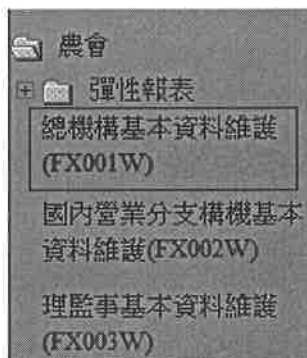 農會
彈性報表
總機構基本資料維護
(FX001W)
國內營業分支構機基本
資料維護(FX002W)
理監事基本資料維護
(FX003W)